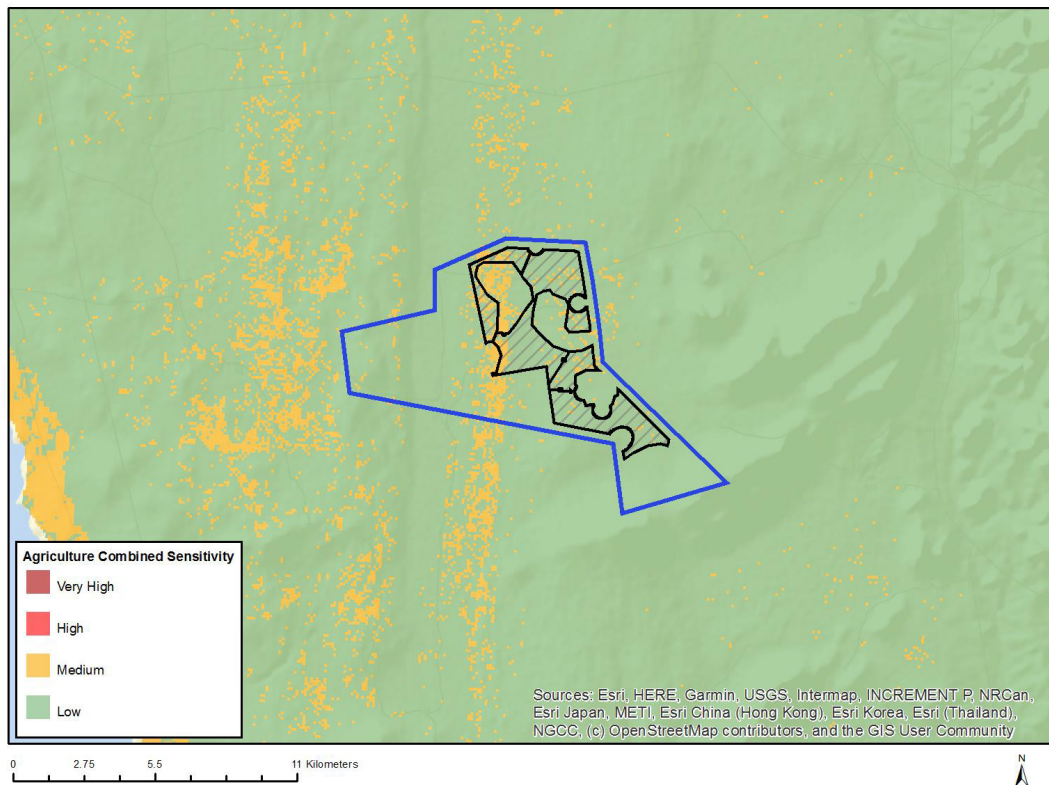 Agriculture Combined Sensitivity
Very High
High
Medium
Low
Sources: Esri, HERE, Garmin, USGS, Intermap, INCREMENT P, NRCan,
Esri Japan, METI, Esri China (Hong Kong), Esri Korea, Esri (Thailand),
NGCC, (c) OpenStreetMap contributors, and the GIS User Community
0 2.75 5.5 11 Kilometers
N